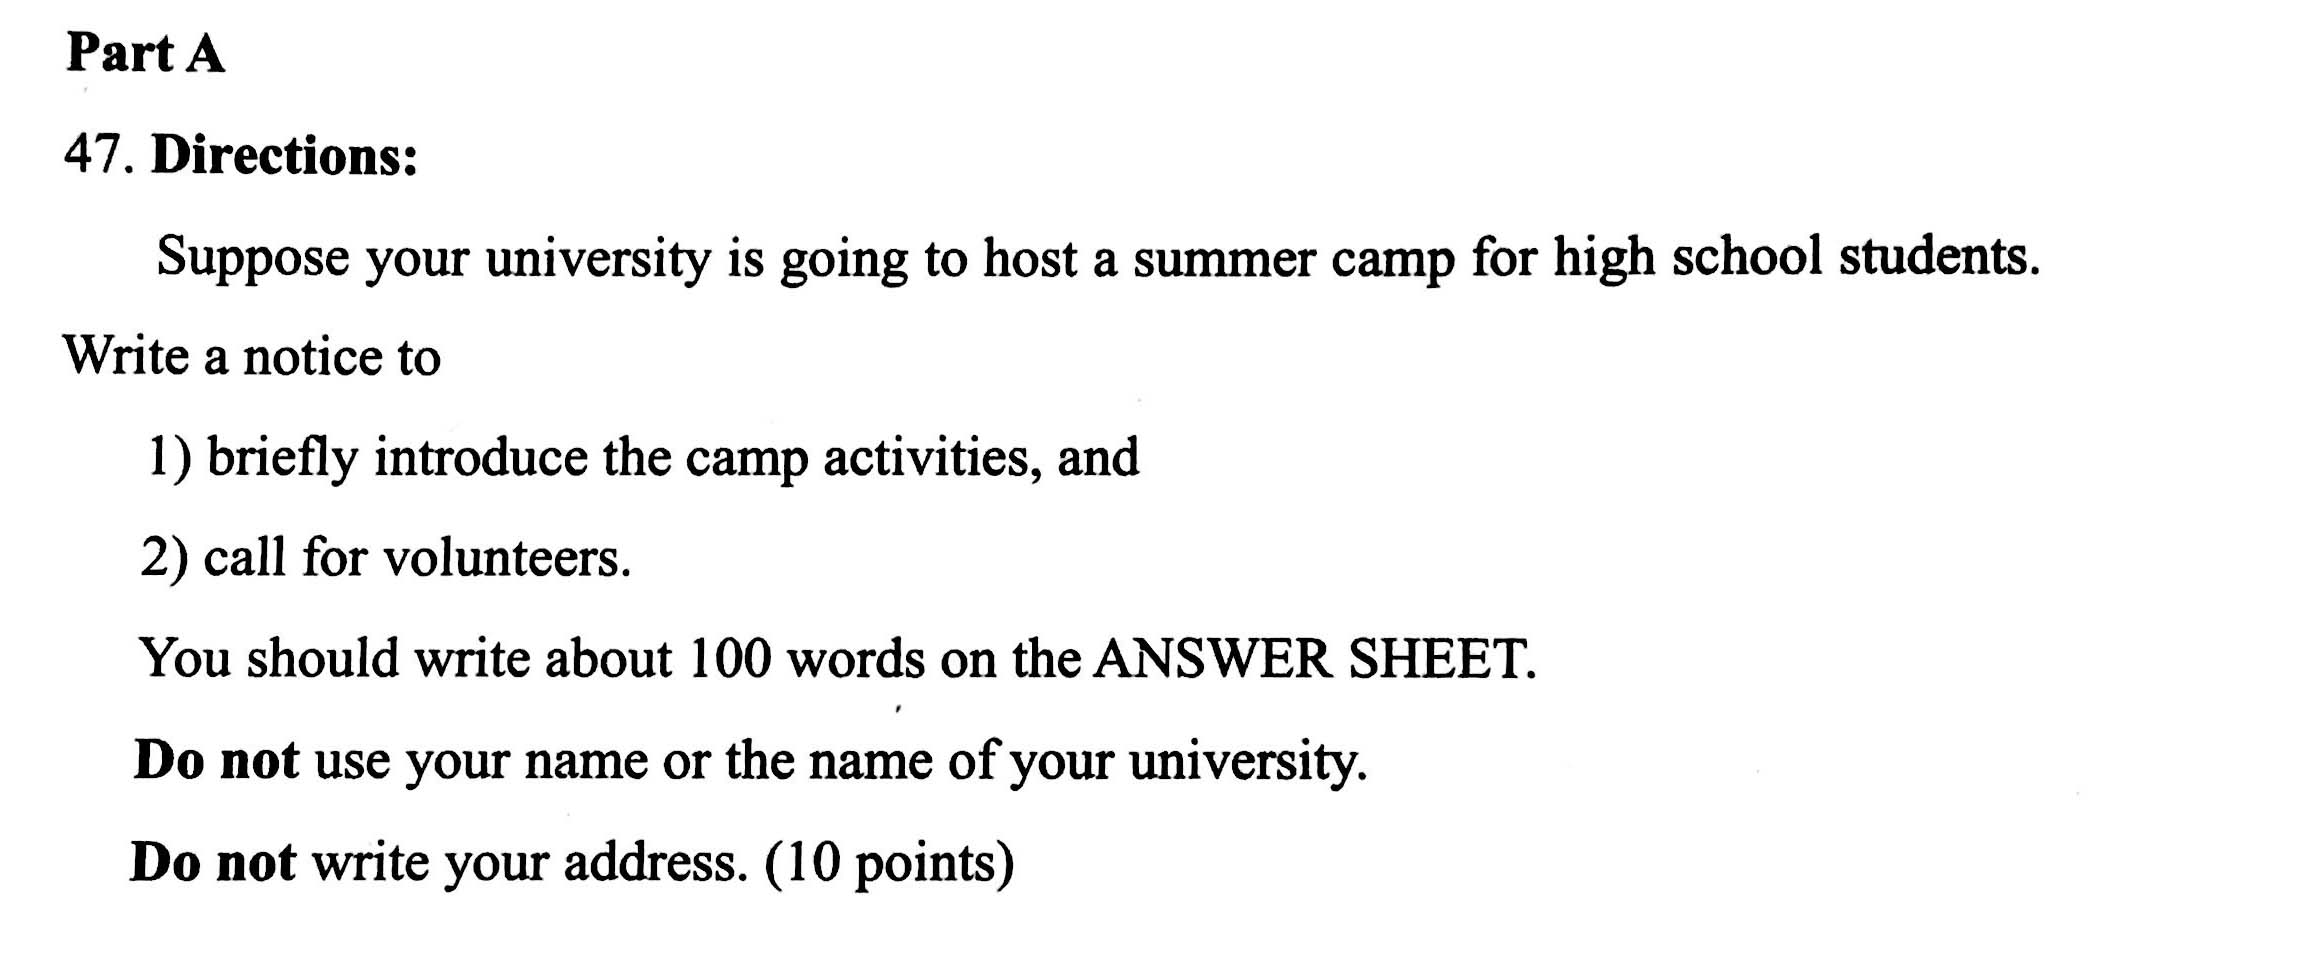 Part A
47. Directions:
Suppose your university is going to host a summer camp for high school students.
Write a notice to
1) briefly introduce the camp activities, and
2) call for volunteers.
You should write about 100 words on the ANSWER SHEET.
Do not use your name or the name of your university.
Do not write your address. (10 points)